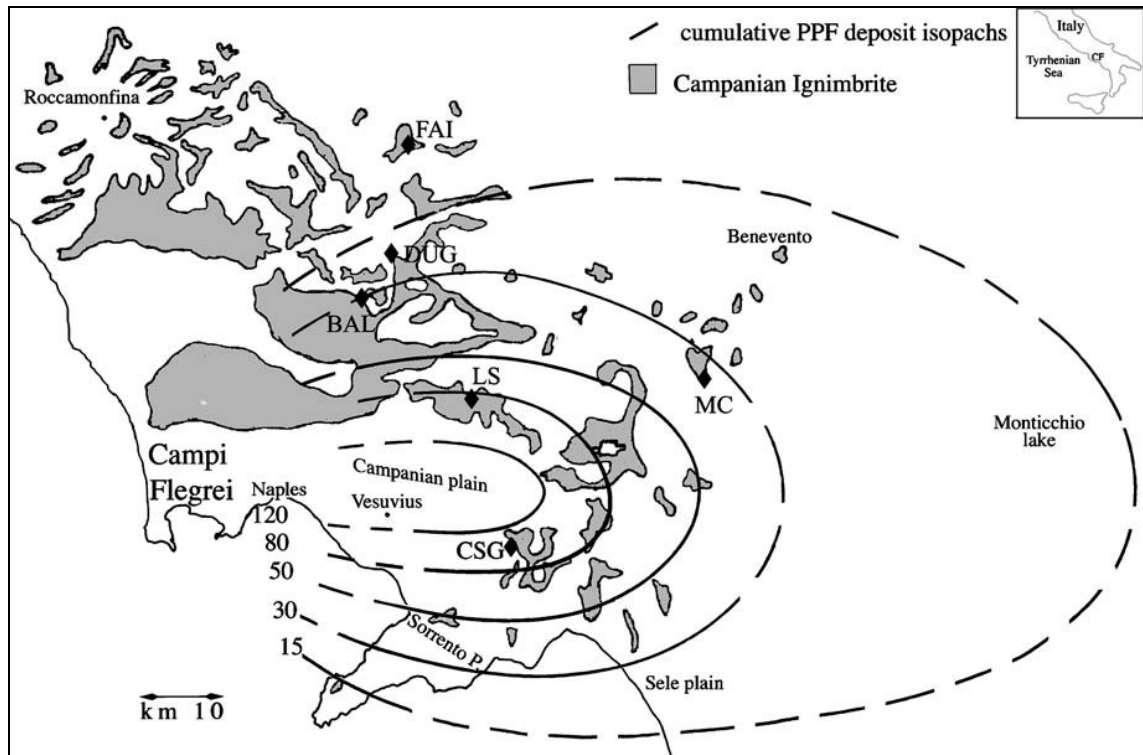 cumulative PPF deposit isopachs
Campanian Ignimbrite
Italy
Tyrrhenian
Sea
CF
Roccamonfina
FAI
Benevento
DUG
BAL
LS
MC
Monticchio
lake
Campi
Flegrei
Naples
Campanian plain
Vesuvius
120
80
CSG
50
30
Sorrento P.
15
Sele plain
km 10